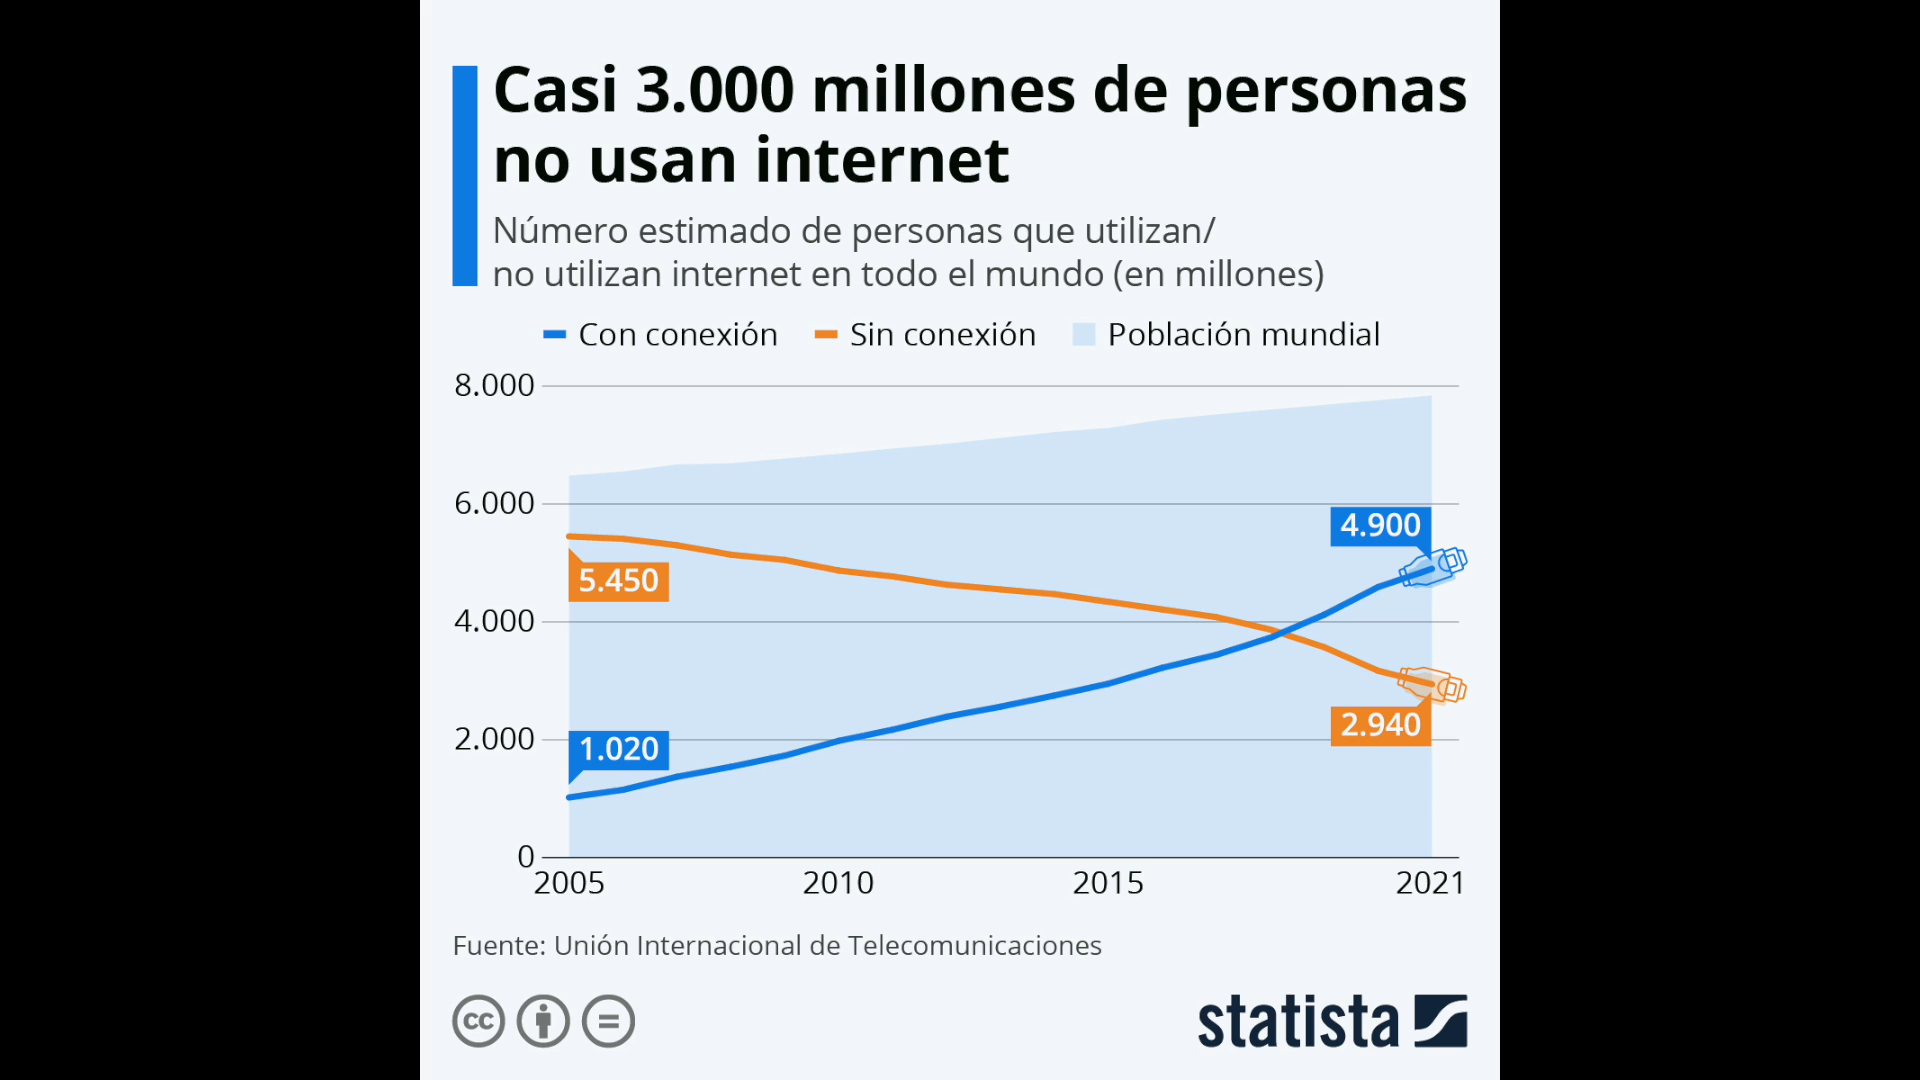 Casi 3.000 millones de personas
no usan internet
Número estimado de personas que utilizan/
no utilizan internet en todo el mundo (en millones)
Con conexión Sin conexión Población mundial
8.000
6.000
4.900
5.450
4.000
2.940
2.000
1.020
0
2005 2010 2015 2021
Fuente: Unión Internacional de Telecomunicaciones
cc
statista